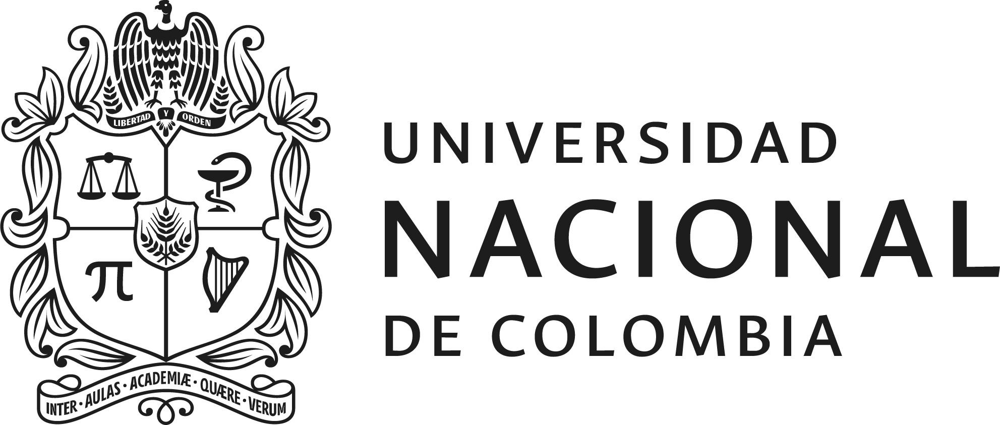 LIBERTAD Y ORDEN
π
INTER · AULAS · ACADEMIÆ · QUÆRE · VERUM
UNIVERSIDAD
NACIONAL
DE COLOMBIA